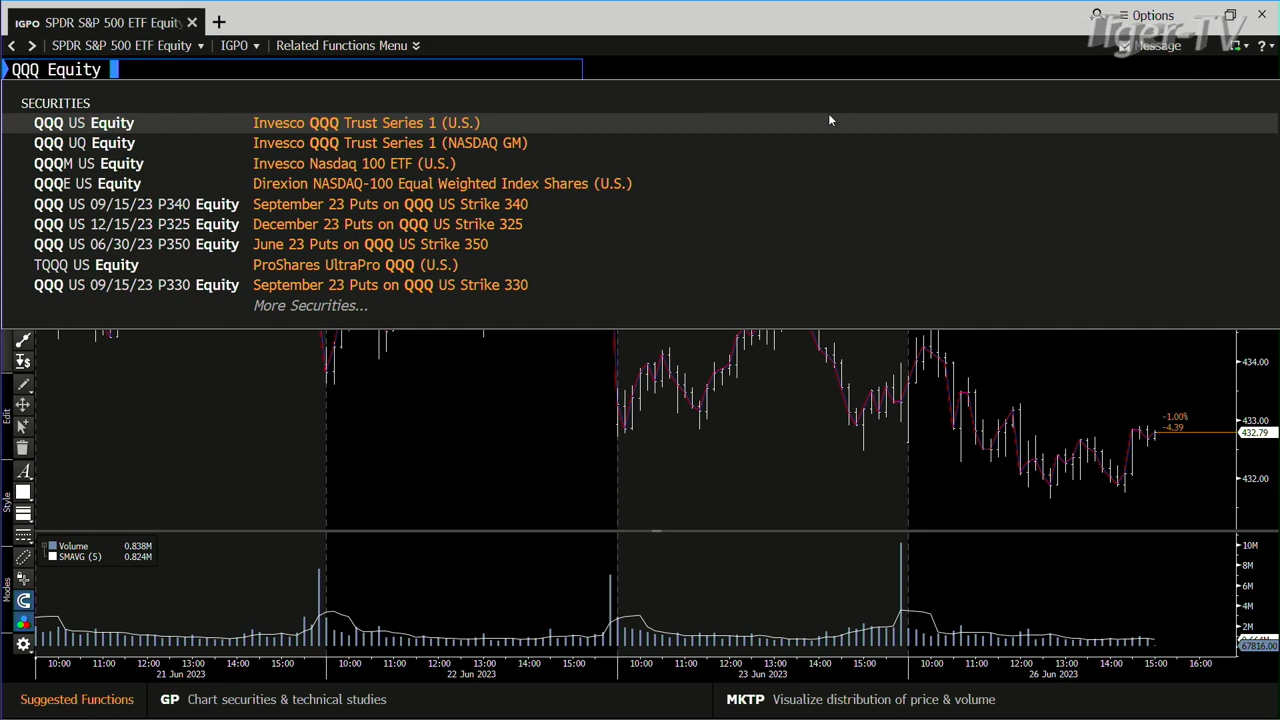 IGPO SPDR S&P 500 ETF Equity
Options
Tiger-TV
SPDR S&P 500 ETF Equity IGPO Related Functions Menu Message ?
QQQ Equity
SECURITIES
QQQ US Equity Invesco QQQ Trust Series 1 (U.S.)
QQQ UQ Equity Invesco QQQ Trust Series 1 (NASDAQ GM)
QQQM US Equity Invesco Nasdaq 100 ETF (U.S.)
QQQE US Equity Direxion NASDAQ-100 Equal Weighted Index Shares (U.S.)
QQQ US 09/15/23 P340 Equity September 23 Puts on QQQ US Strike 340
QQQ US 12/15/23 P325 Equity December 23 Puts on QQQ US Strike 325
QQQ US 06/30/23 P350 Equity June 23 Puts on QQQ US Strike 350
TQQQ US Equity ProShares UltraPro QQQ (U.S.)
QQQ US 09/15/23 P330 Equity September 23 Puts on QQQ US Strike 330
More Securities...
434.00
-1.00%
433.00
-4.39
432.79
432.00
Edit
Style
Modes
Volume 0.838M
SMAVG (5) 0.824M
10M
8M
6M
4M
2M
67816.00
10:00 11:00 12:00 13:00 14:00 15:00 10:00 11:00 12:00 13:00 14:00 15:00 10:00 11:00 12:00 13:00 14:00 15:00 10:00 11:00 12:00 13:00 14:00 15:00 16:00
21 Jun 2023 22 Jun 2023 23 Jun 2023 26 Jun 2023
Suggested Functions GP Chart securities & technical studies MKTP Visualize distribution of price & volume